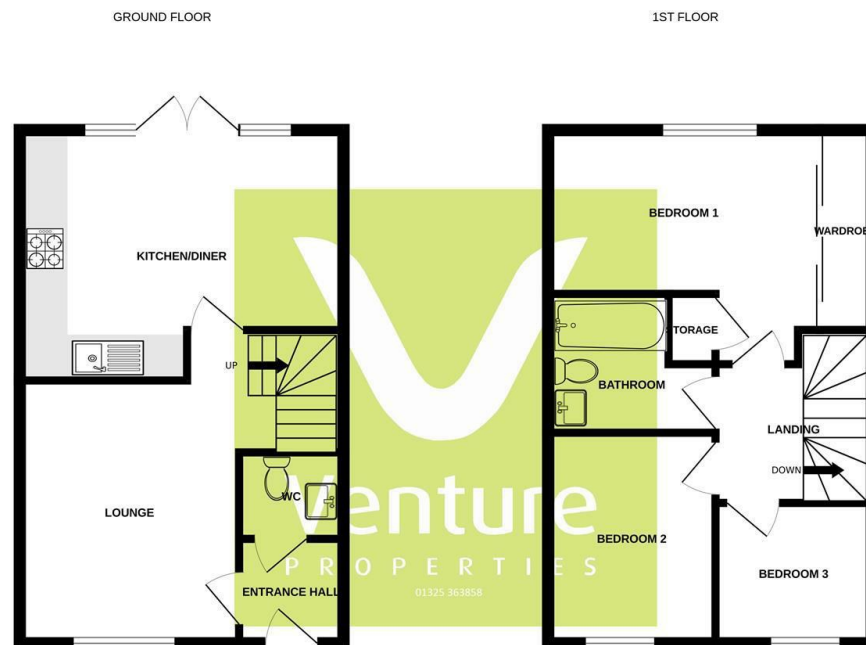 GROUND FLOOR
1ST FLOOR
KITCHEN/DINER
UP
LOUNGE
WC
ENTRANCE HALL
BEDROOM 1
WARDROB
STORAGE
BATHROOM
LANDING
DOWN
BEDROOM 2
BEDROOM 3
Venture
PROPERTIES
01325 363858